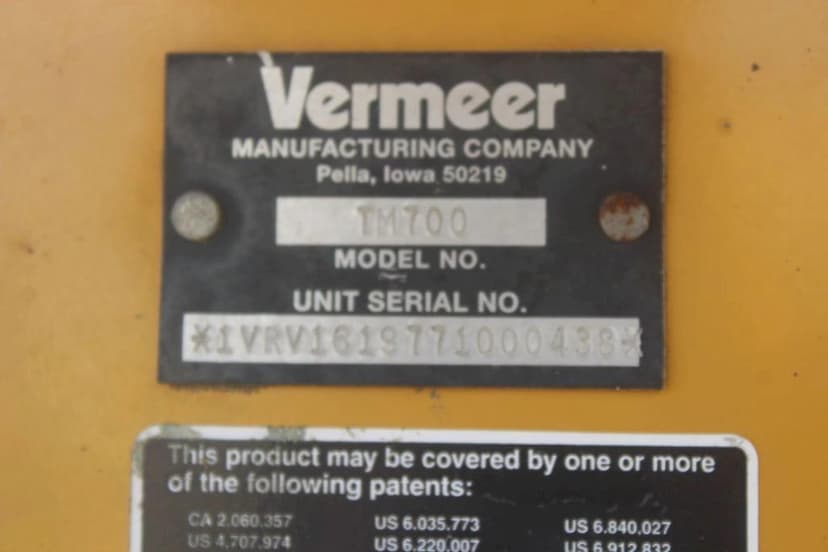 Vermeer
MANUFACTURING COMPANY
Pella, Iowa 50219
TM700
MODEL NO.
UNIT SERIAL NO.
*1VRV1619771000438*
This product may be covered by one or more
of the following patents:
CA 2.060.357 US 6.035.773 US 6.840.027
US 4,707,974 US 6.220.007 US 6.912.832